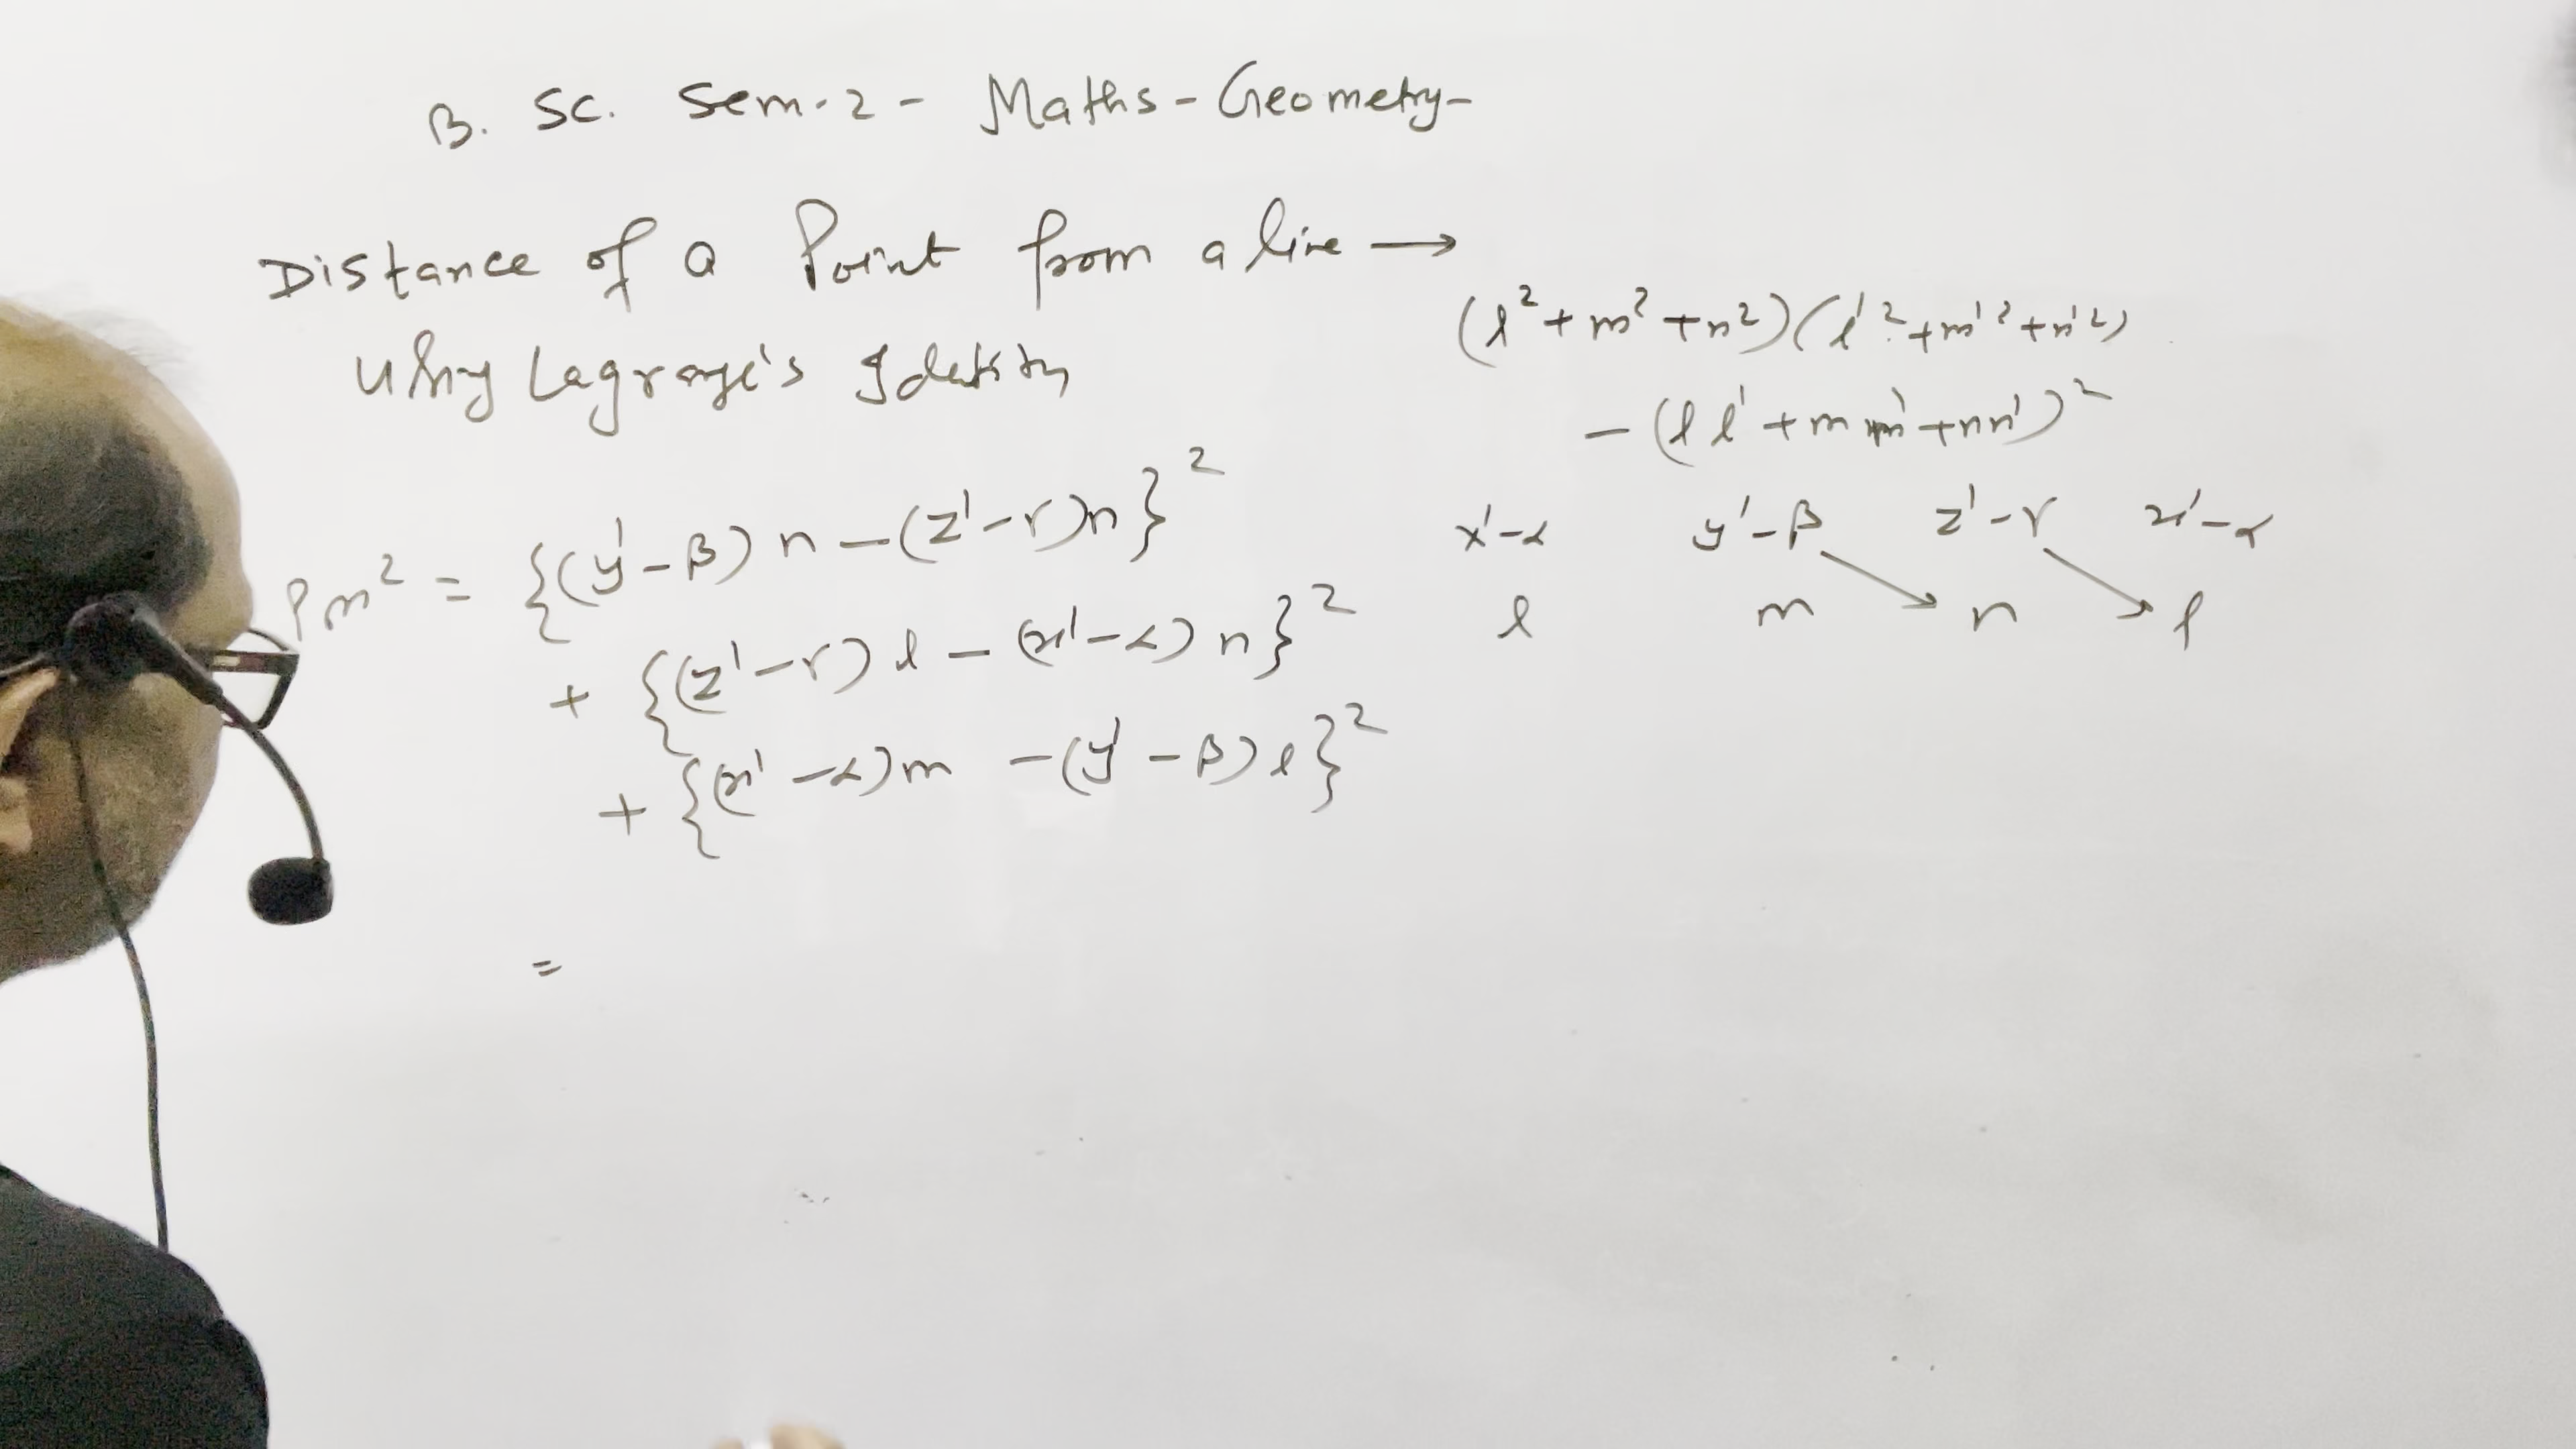 B. Sc. Sem. 2 - Maths - Geometry -
Distance of a Point from a line →
Using Lagrange's Identity
(l² + m² + n²)(l'² + m'² + n'²)
- (ll' + mm' + nn')²
Pm² = {(y' - β) n - (z' - γ)n}²
+ {(z' - γ) l - (x' - α) n}²
+ {(x' - α)m - (y' - β) l}²
=
x' - α y' - β z' - γ x' - α
l m n l